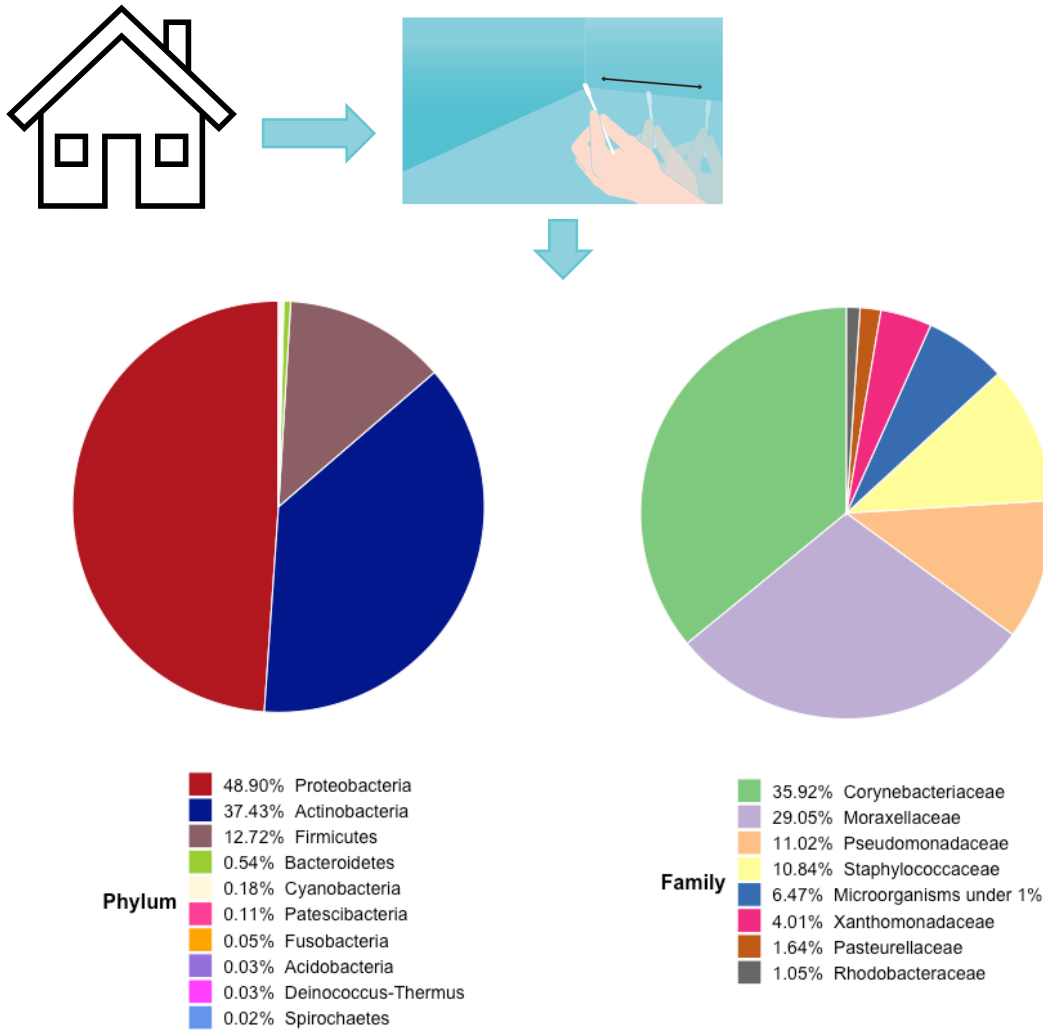 48.90% Proteobacteria
37.43% Actinobacteria
12.72% Firmicutes
0.54% Bacteroidetes
0.18% Cyanobacteria
Phylum
0.11% Patescibacteria
0.05% Fusobacteria
0.03% Acidobacteria
0.03% Deinococcus-Thermus
0.02% Spirochaetes
35.92% Corynebacteriaceae
29.05% Moraxellaceae
11.02% Pseudomonadaceae
10.84% Staphylococcaceae
Family
6.47% Microorganisms under 1%
4.01% Xanthomonadaceae
1.64% Pasteurellaceae
1.05% Rhodobacteraceae